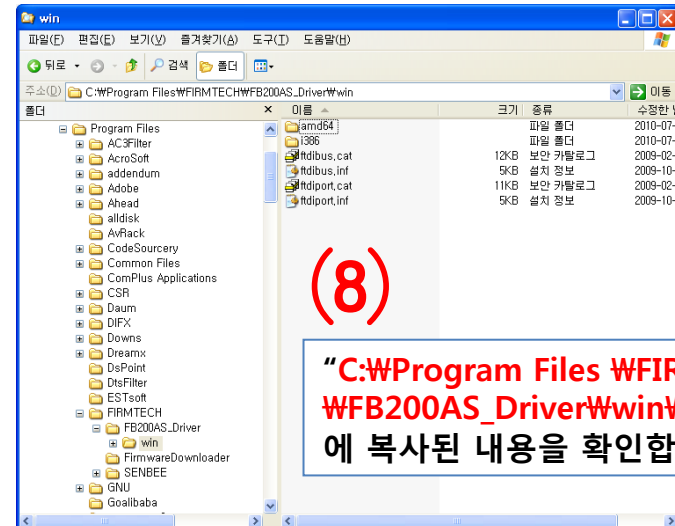 win
파일(F) 편집(E) 보기(V) 즐겨찾기(A) 도구(T) 도움말(H)
뒤로 검색 폴더
주소(D) C:₩Program Files₩FIRMTECH₩FB200AS_Driver₩win 이동
폴더
Program Files
AC3Filter
AcroSoft
addendum
Adobe
Ahead
alldisk
AvRack
CodeSourcery
Common Files
ComPlus Applications
CSR
Daum
DIFX
Downs
Dreamx
DsPoint
DtsFilter
ESTsoft
FIRMTECH
FB200AS_Driver
win
FirmwareDownloader
SENBEE
GNU
Goalibaba
이름 크기 종류 수정한
amd64 파일 폴더 2010-07-
i386 파일 폴더 2010-07-
ftdibus.cat 12KB 보안 카탈로그 2009-02-
ftdibus.inf 5KB 설치 정보 2009-10-
ftdiport.cat 11KB 보안 카탈로그 2009-02-
ftdiport.inf 5KB 설치 정보 2009-10-
(8)
“C:₩Program Files ₩FIR
₩FB200AS_Driver₩win₩
에 복사된 내용을 확인합